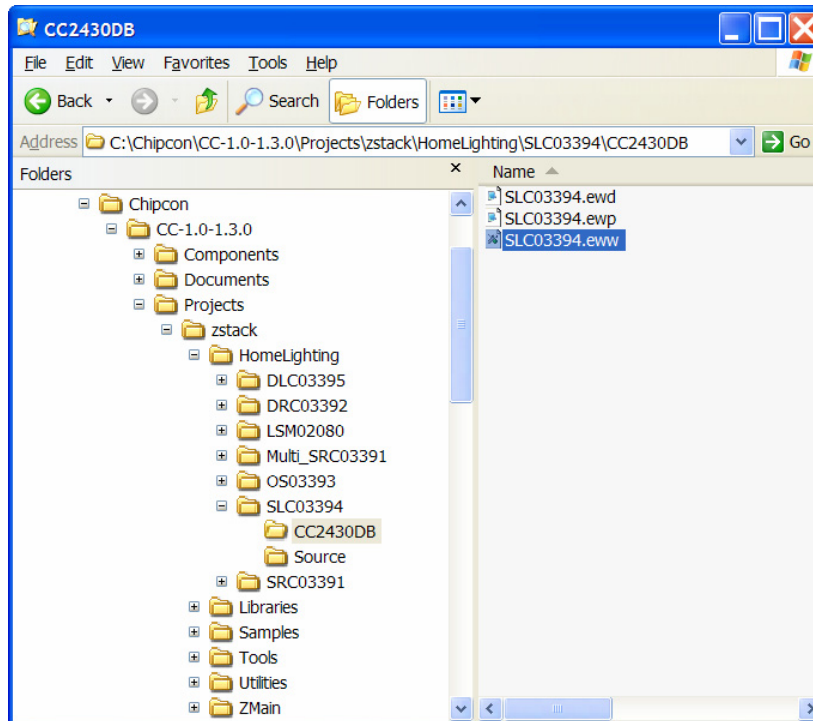 CC2430DB
File Edit View Favorites Tools Help
Back Search Folders
Address C:\Chipcon\CC-1.0-1.3.0\Projects\zstack\HomeLighting\SLC03394\CC2430DB Go
Folders × Name
Chipcon
CC-1.0-1.3.0
Components
Documents
Projects
zstack
HomeLighting
DLC03395
DRC03392
LSM02080
Multi_SRC03391
OS03393
SLC03394
CC2430DB
Source
SRC03391
Libraries
Samples
Tools
Utilities
ZMain
SLC03394.ewd
SLC03394.ewp
SLC03394.eww